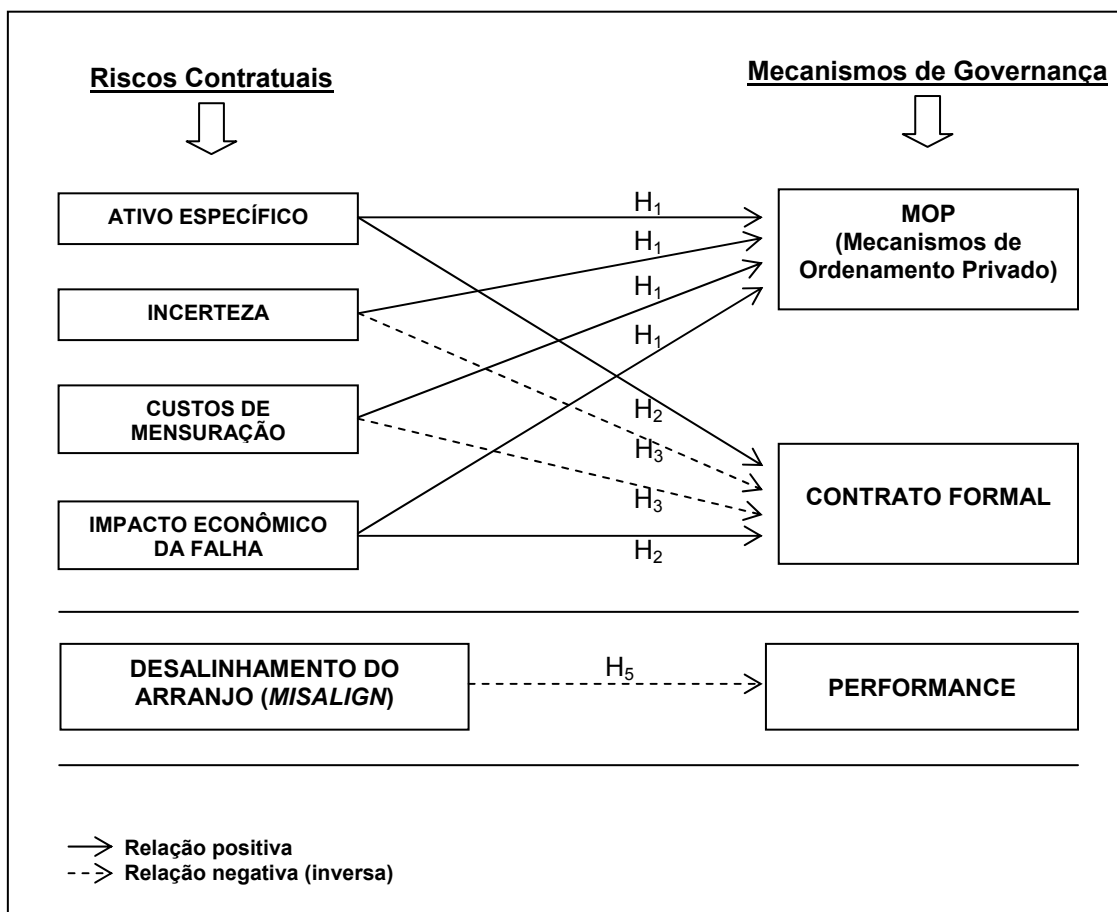 Riscos Contratuais
Mecanismos de Governança
ATIVO ESPECÍFICO
INCERTEZA
CUSTOS DE
MENSURAÇÃO
IMPACTO ECONÔMICO
DA FALHA
H₁
H₁
H₁
H₁
H₂
H₃
H₃
H₂
MOP
(Mecanismos de
Ordenamento Privado)
CONTRATO FORMAL
DESALINHAMENTO DO
ARRANJO (MISALIGN)
H₅
PERFORMANCE
Relação positiva
Relação negativa (inversa)